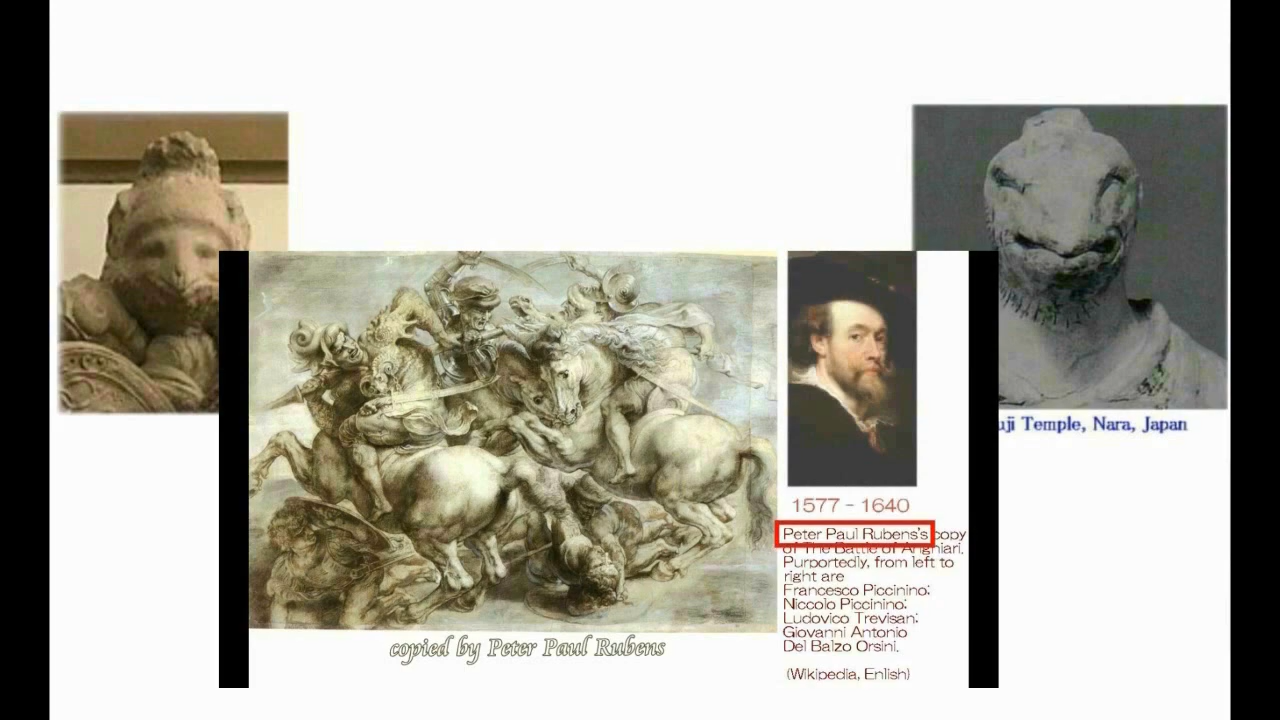 uji Temple, Nara, Japan
1577 - 1640
Peter Paul Rubens's copy
of The Battle of Anghiari.
Purportedly, from left to
right are
Francesco Piccinino;
Niccolo Piccinino;
Ludovico Trevisan;
Giovanni Antonio
Del Balzo Orsini.
(Wikipedia, Enlish)
copied by Peter Paul Rubens